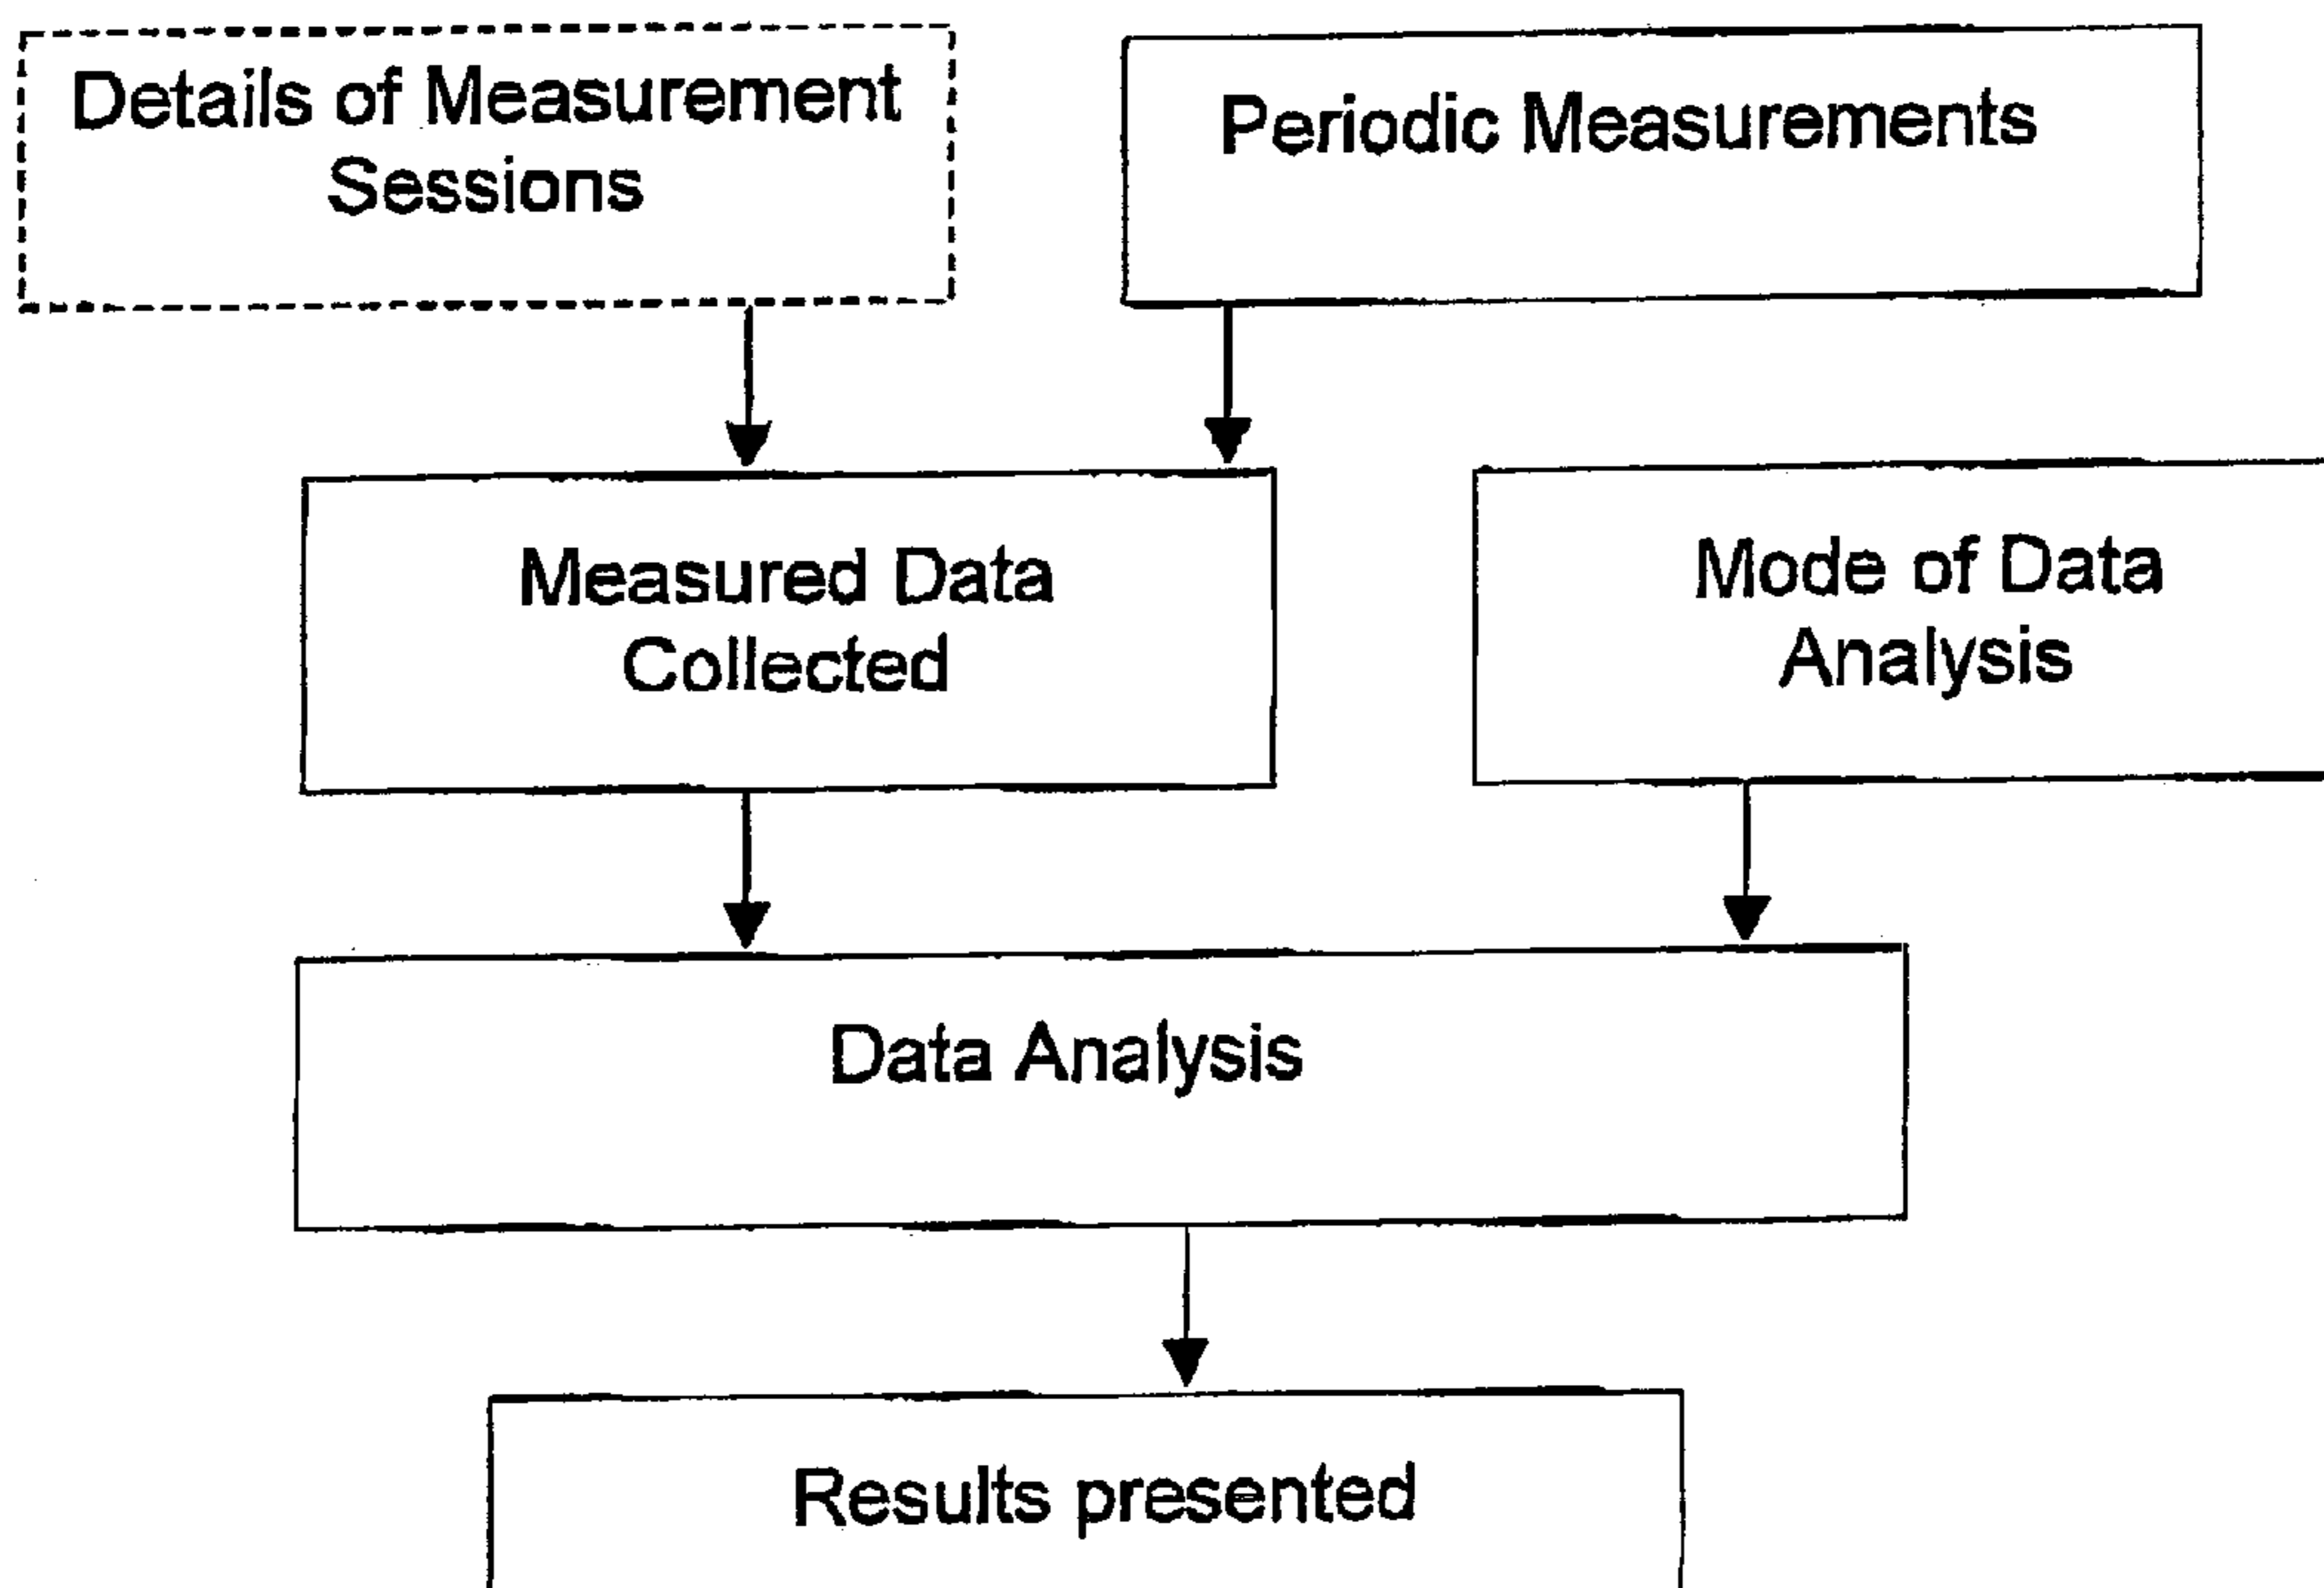 Details of Measurement
Sessions
Periodic Measurements
Measured Data
Collected
Mode of Data
Analysis
Data Analysis
Results presented